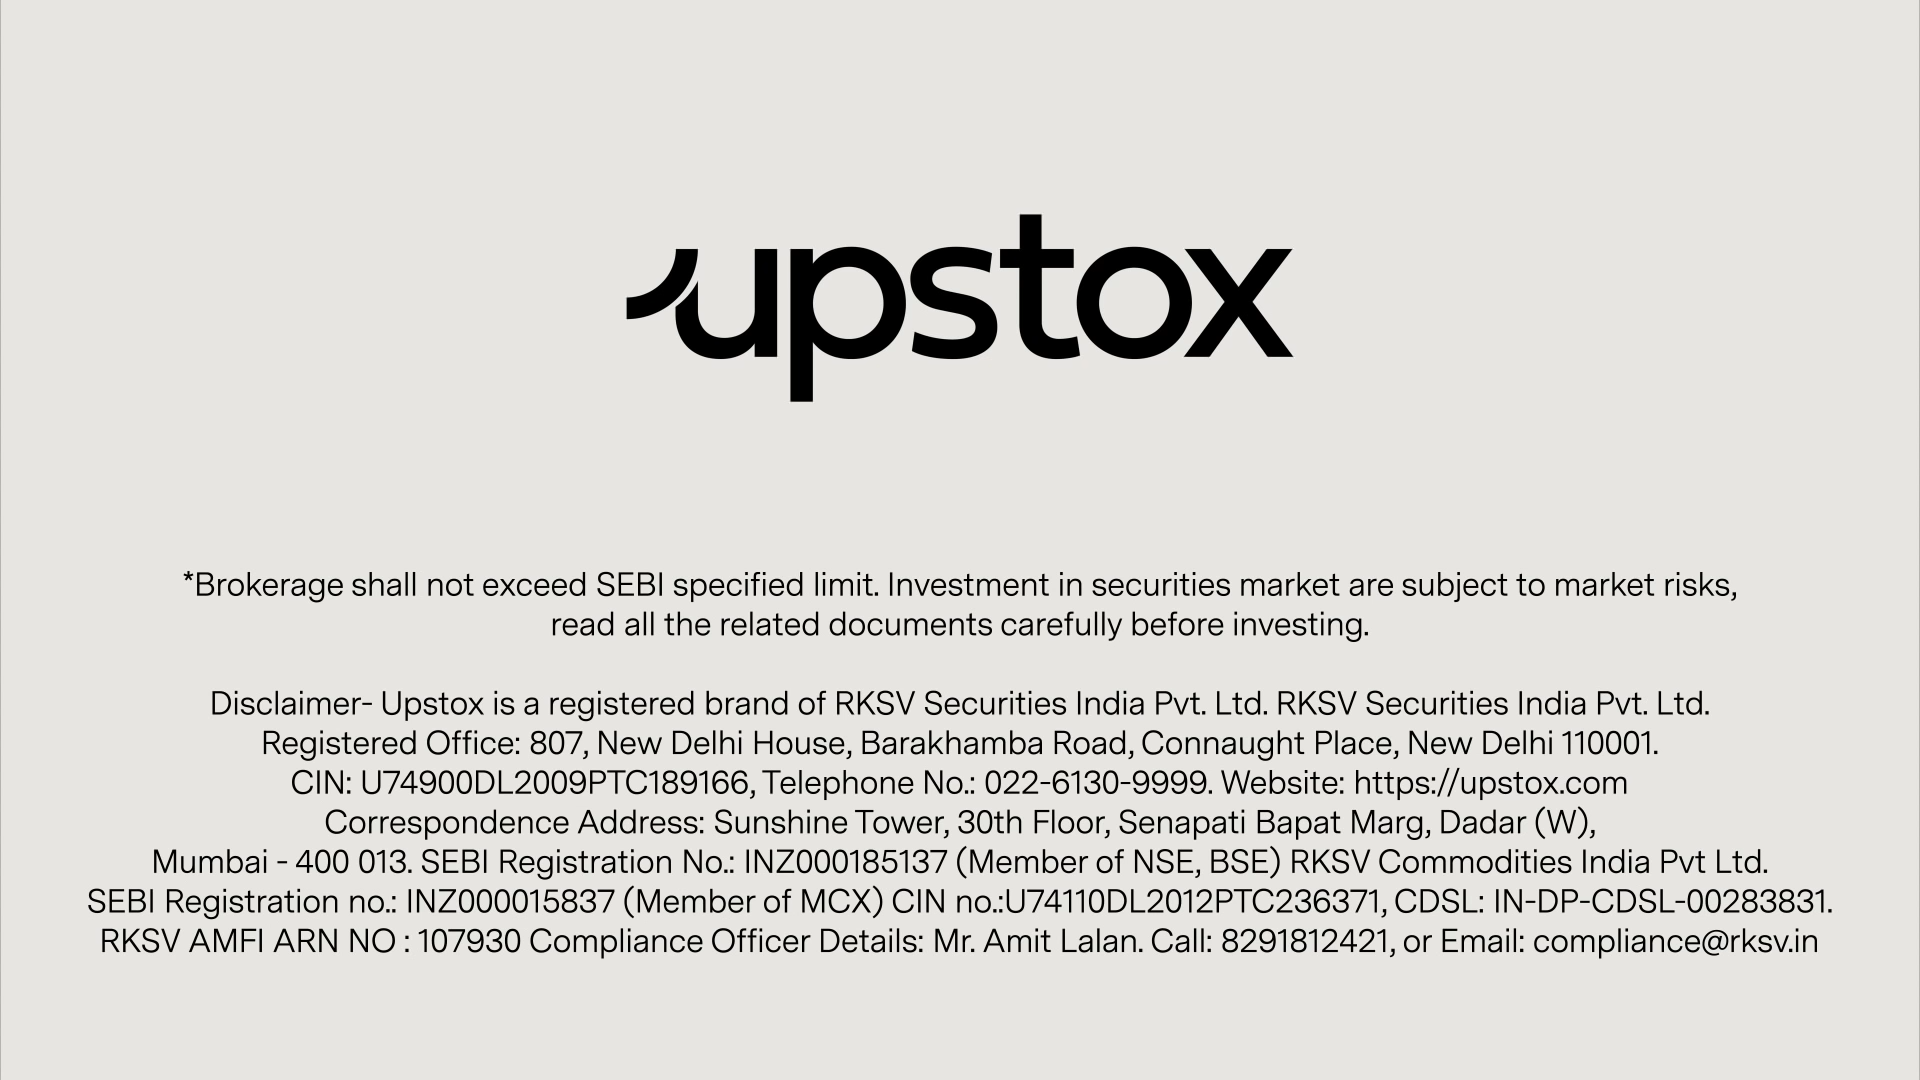 upstox
*Brokerage shall not exceed SEBI specified limit. Investment in securities market are subject to market risks,
read all the related documents carefully before investing.
Disclaimer- Upstox is a registered brand of RKSV Securities India Pvt. Ltd. RKSV Securities India Pvt. Ltd.
Registered Office: 807, New Delhi House, Barakhamba Road, Connaught Place, New Delhi 110001.
CIN: U74900DL2009PTC189166, Telephone No.: 022-6130-9999. Website: https://upstox.com
Correspondence Address: Sunshine Tower, 30th Floor, Senapati Bapat Marg, Dadar (W),
Mumbai - 400 013. SEBI Registration No.: INZ000185137 (Member of NSE, BSE) RKSV Commodities India Pvt Ltd.
SEBI Registration no.: INZ000015837 (Member of MCX) CIN no.:U74110DL2012PTC236371, CDSL: IN-DP-CDSL-00283831.
RKSV AMFI ARN NO : 107930 Compliance Officer Details: Mr. Amit Lalan. Call: 8291812421, or Email: compliance@rksv.in